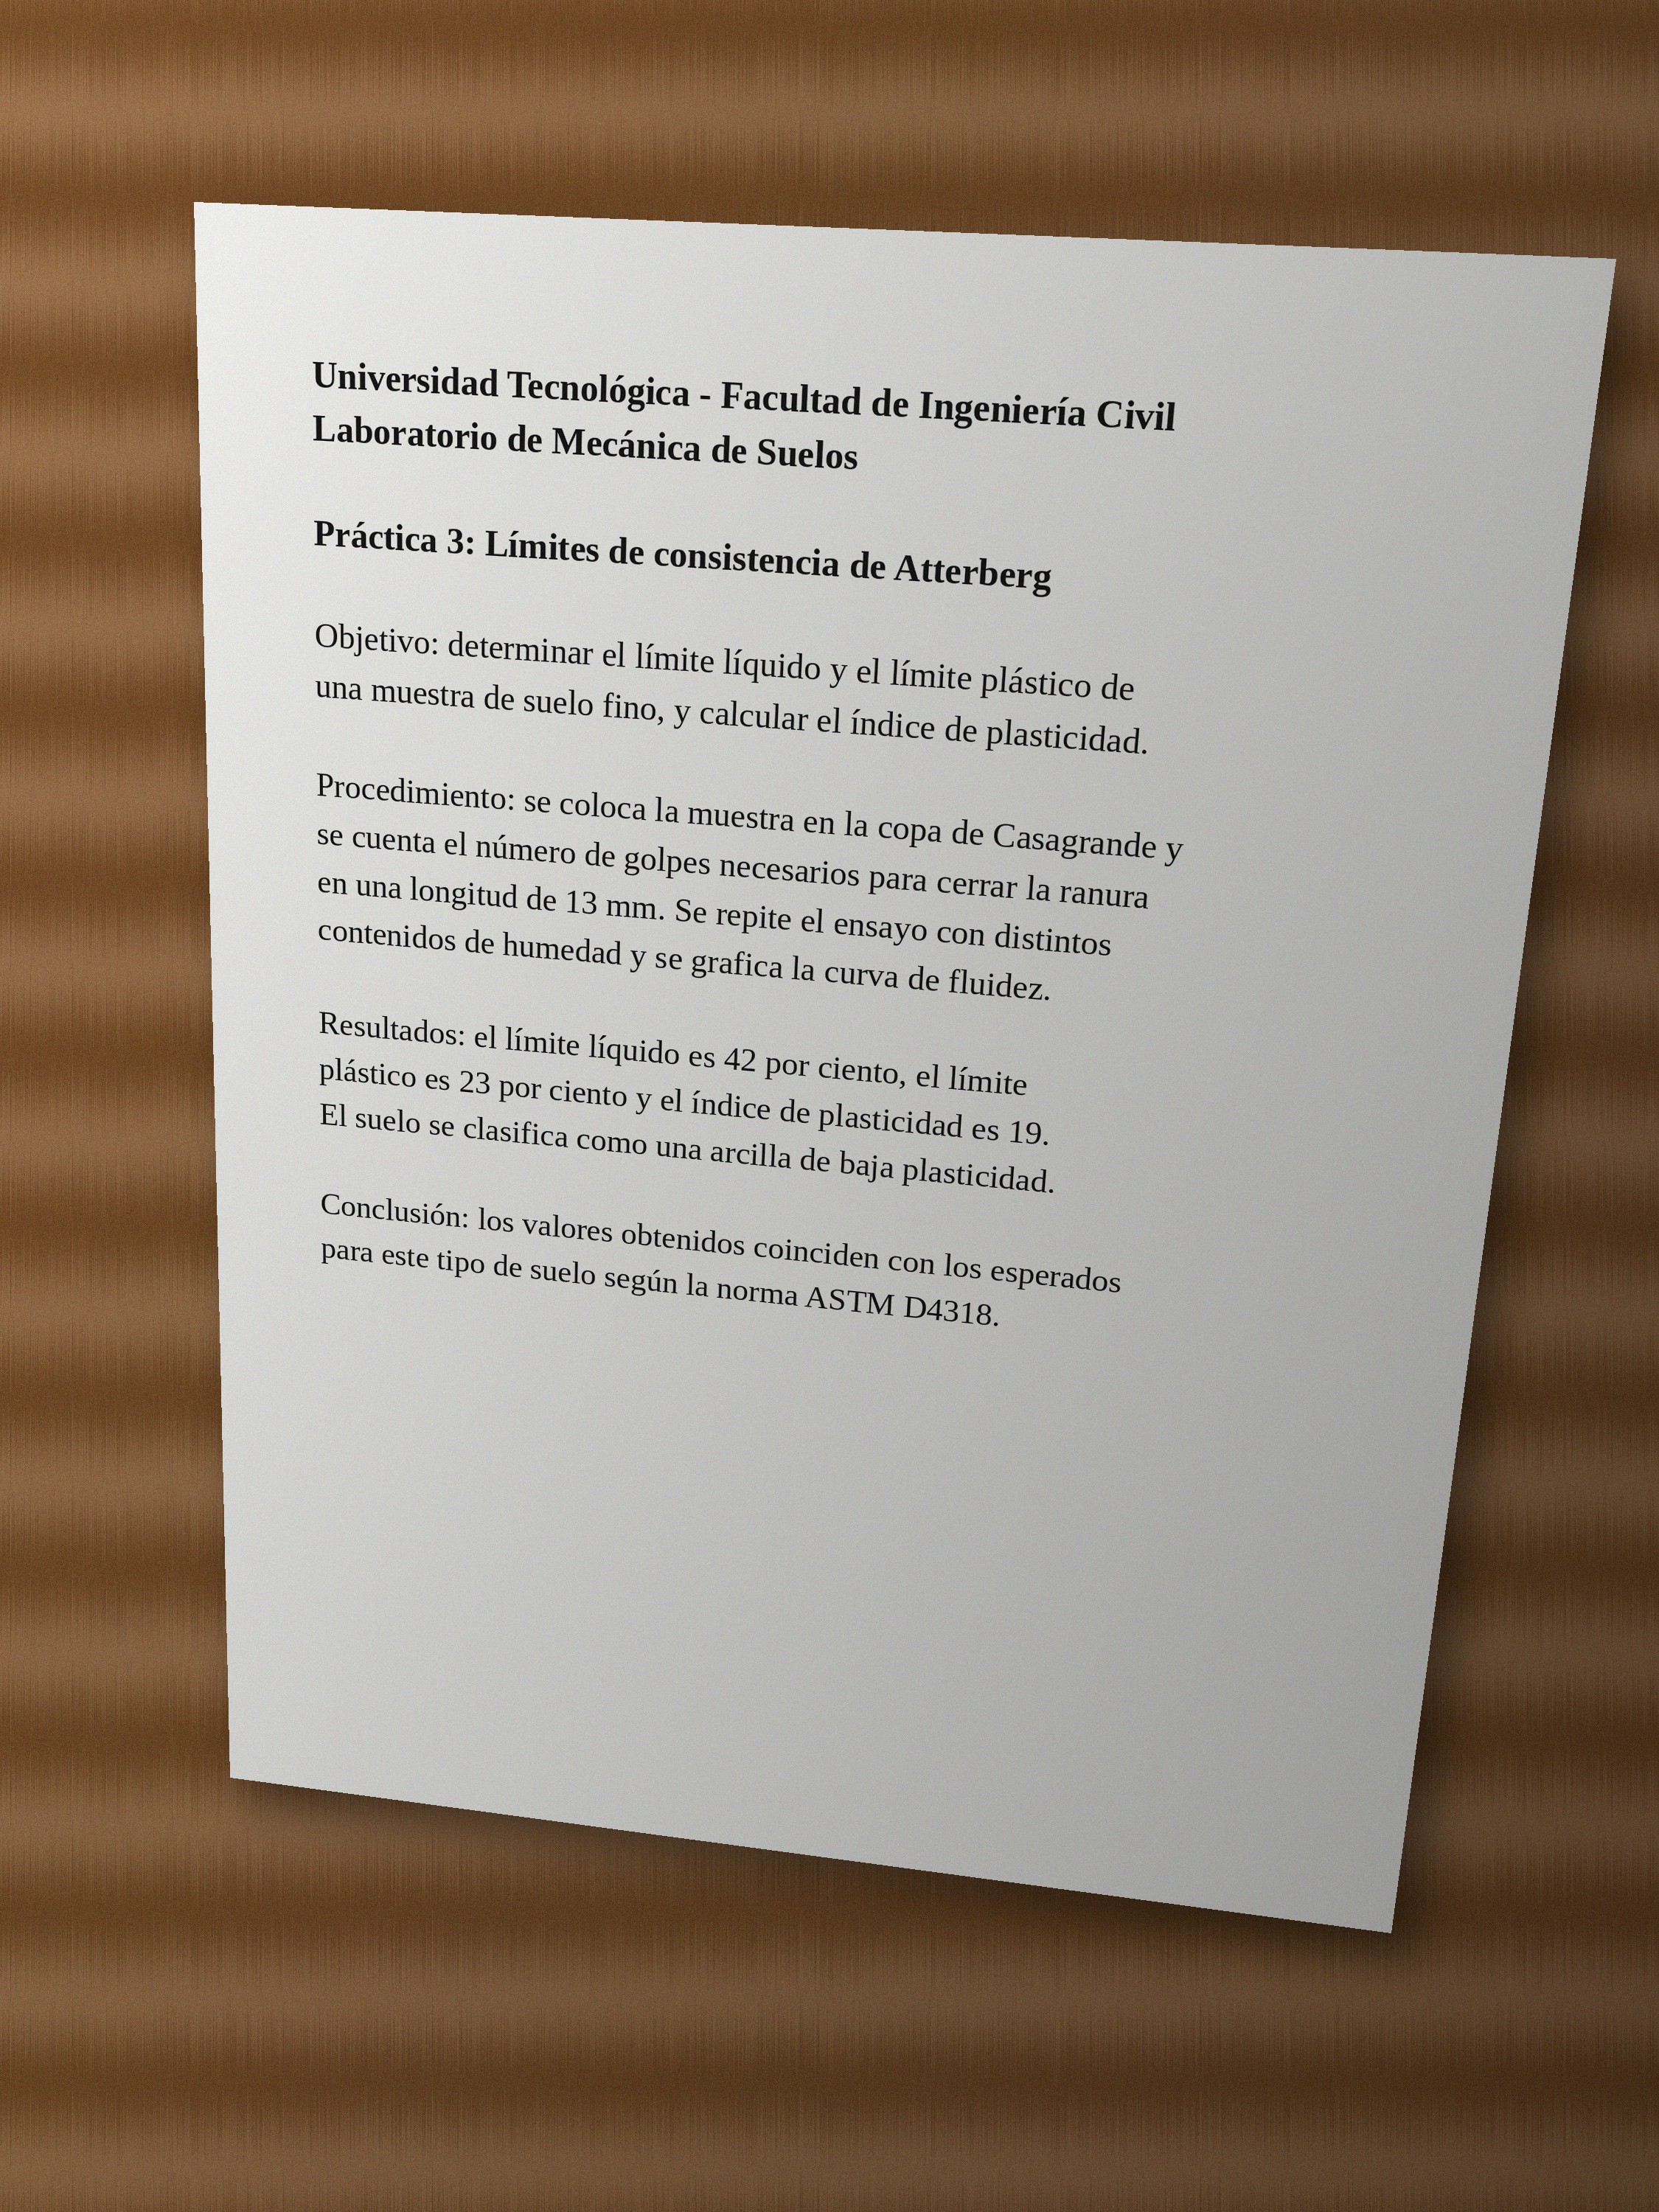 Universidad Tecnológica - Facultad de Ingeniería Civil
Laboratorio de Mecánica de Suelos
Práctica 3: Límites de consistencia de Atterberg
Objetivo: determinar el límite líquido y el límite plástico de
una muestra de suelo fino, y calcular el índice de plasticidad.
Procedimiento: se coloca la muestra en la copa de Casagrande y
se cuenta el número de golpes necesarios para cerrar la ranura
en una longitud de 13 mm. Se repite el ensayo con distintos
contenidos de humedad y se grafica la curva de fluidez.
Resultados: el límite líquido es 42 por ciento, el límite
plástico es 23 por ciento y el índice de plasticidad es 19.
El suelo se clasifica como una arcilla de baja plasticidad.
Conclusión: los valores obtenidos coinciden con los esperados
para este tipo de suelo según la norma ASTM D4318.